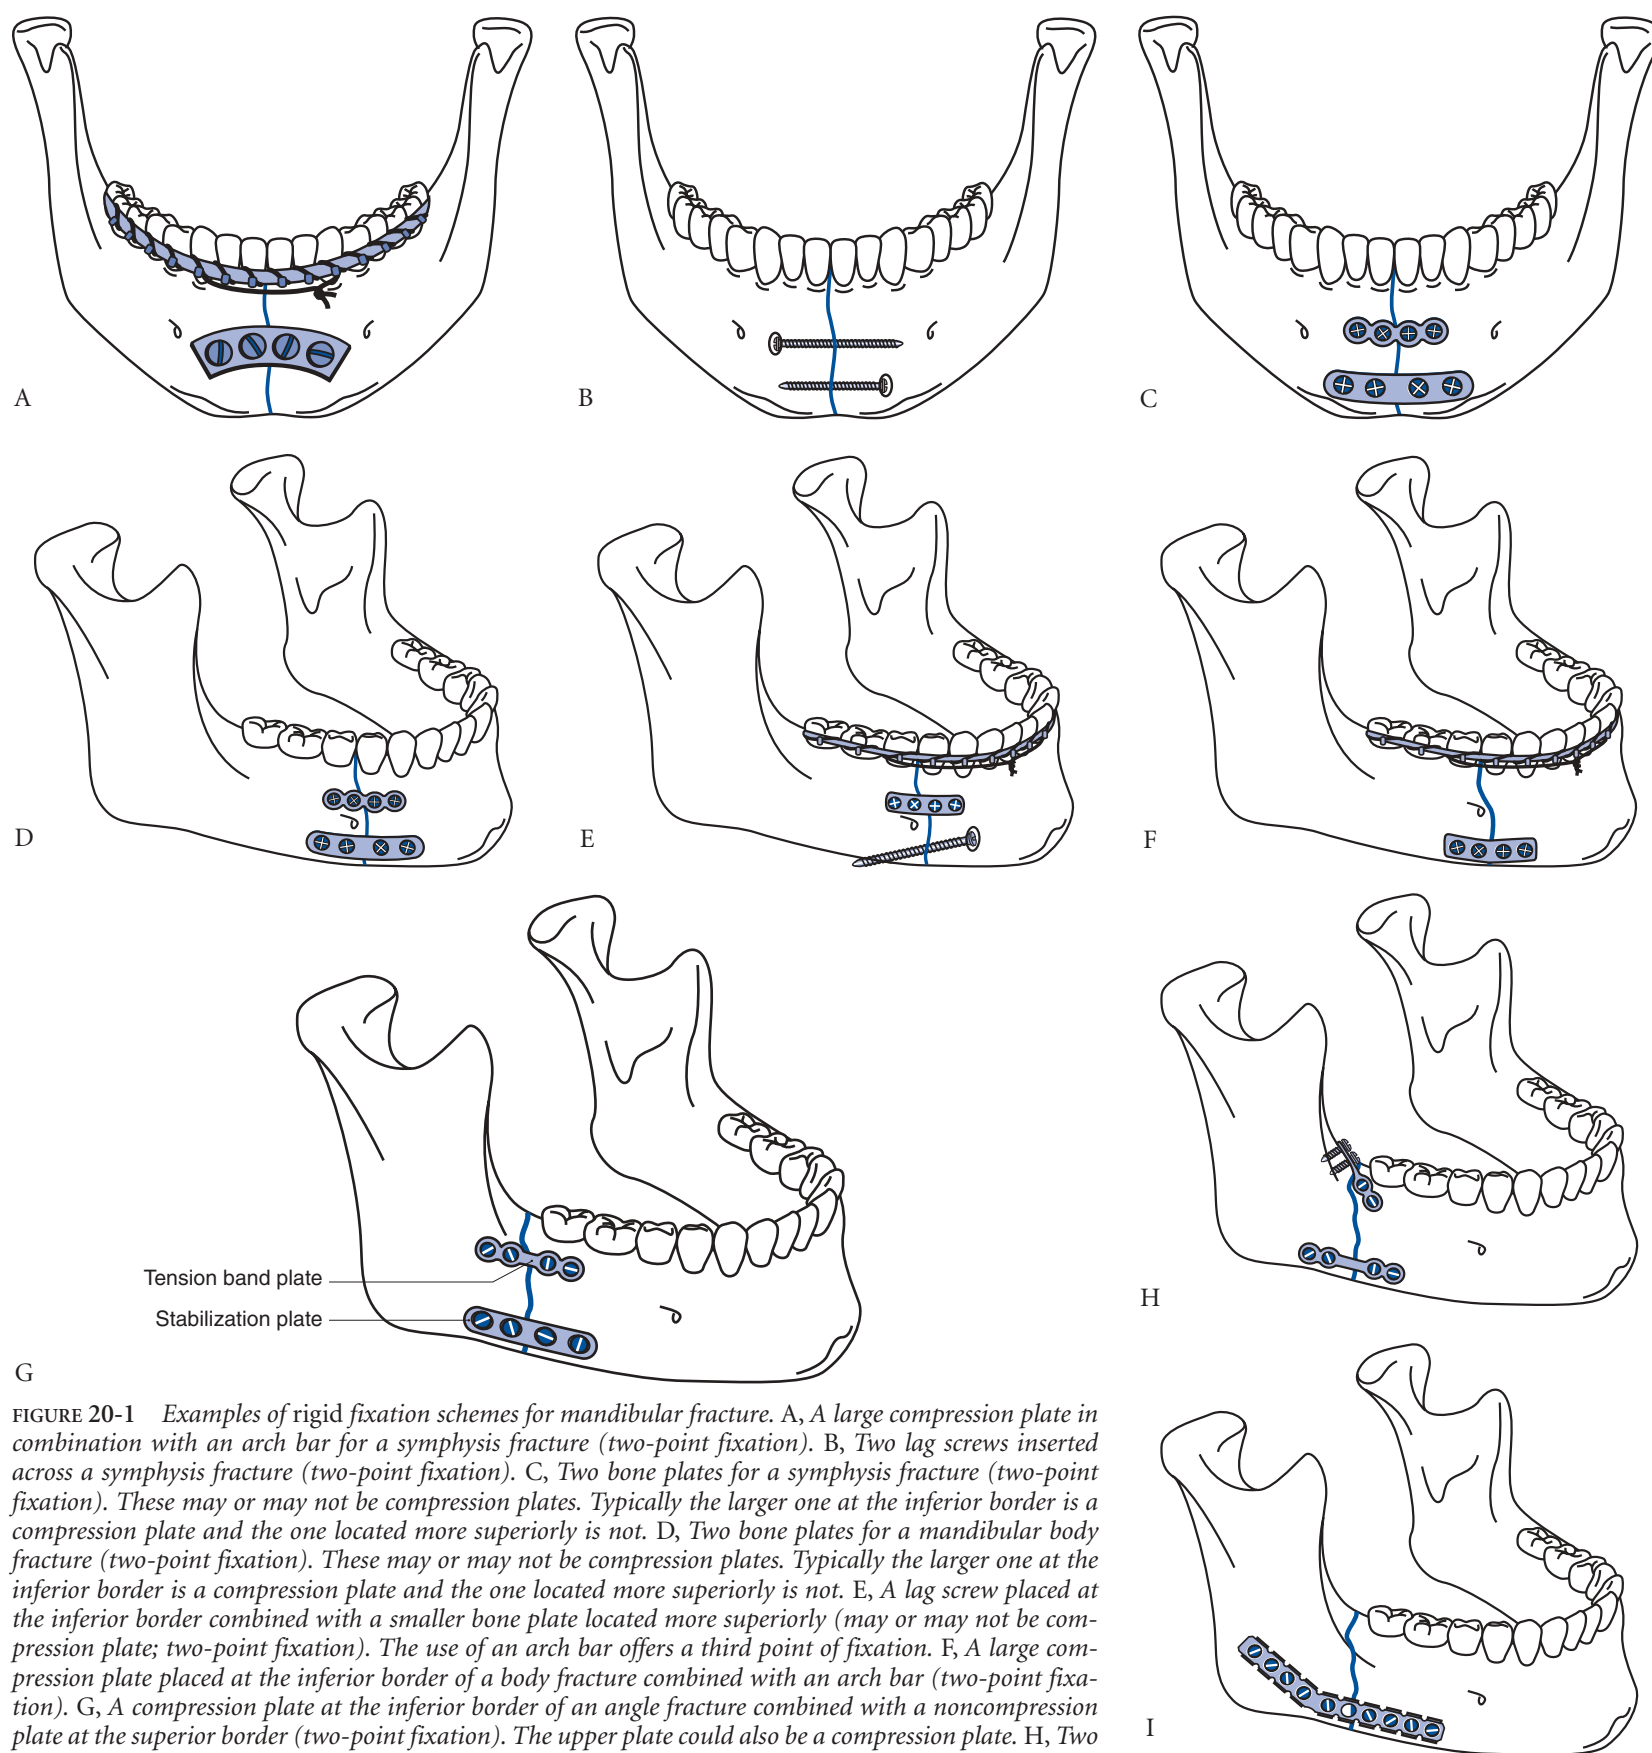 A
B
C
D
E
F
Tension band plate
Stabilization plate
G
H
FIGURE 20-1 Examples of rigid fixation schemes for mandibular fracture. A, A large compression plate in
combination with an arch bar for a symphysis fracture (two-point fixation). B, Two lag screws inserted
across a symphysis fracture (two-point fixation). C, Two bone plates for a symphysis fracture (two-point
fixation). These may or may not be compression plates. Typically the larger one at the inferior border is a
compression plate and the one located more superiorly is not. D, Two bone plates for a mandibular body
fracture (two-point fixation). These may or may not be compression plates. Typically the larger one at the
inferior border is a compression plate and the one located more superiorly is not. E, A lag screw placed at
the inferior border combined with a smaller bone plate located more superiorly (may or may not be com-
pression plate; two-point fixation). The use of an arch bar offers a third point of fixation. F, A large com-
pression plate placed at the inferior border of a body fracture combined with an arch bar (two-point fixa-
tion). G, A compression plate at the inferior border of an angle fracture combined with a noncompression
plate at the superior border (two-point fixation). The upper plate could also be a compression plate. H, Two
I